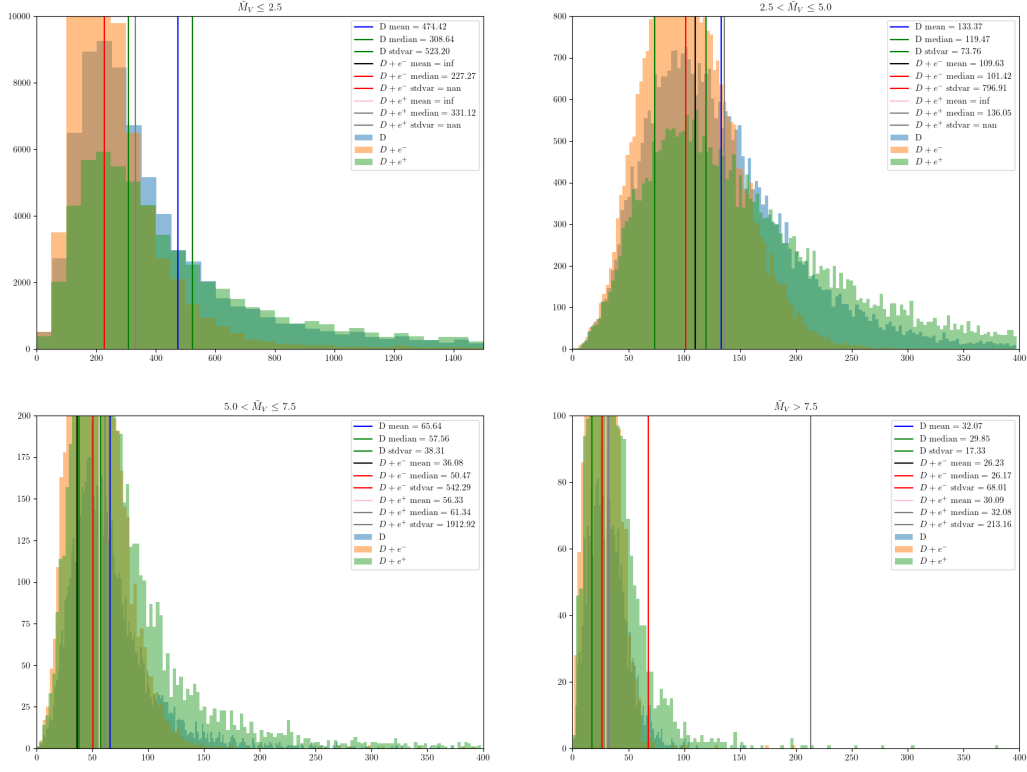 M̃_V ≤ 2.5
10000
8000
6000
4000
2000
0
0 200 400 600 800 1000 1200 1400
D mean = 474.42
D median = 308.64
D stdvar = 523.20
D + e⁻ mean = inf
D + e⁻ median = 227.27
D + e⁻ stdvar = nan
D + e⁺ mean = inf
D + e⁺ median = 331.12
D + e⁺ stdvar = nan
D
D + e⁻
D + e⁺
2.5 < M̃_V ≤ 5.0
800
700
600
500
400
300
200
100
0
0 50 100 150 200 250 300 350 400
D mean = 133.37
D median = 119.47
D stdvar = 73.76
D + e⁻ mean = 109.63
D + e⁻ median = 101.42
D + e⁻ stdvar = 796.91
D + e⁺ mean = inf
D + e⁺ median = 136.05
D + e⁺ stdvar = nan
D
D + e⁻
D + e⁺
5.0 < M̃_V ≤ 7.5
200
175
150
125
100
75
50
25
0
0 50 100 150 200 250 300 350 400
D mean = 65.64
D median = 57.56
D stdvar = 38.31
D + e⁻ mean = 36.08
D + e⁻ median = 50.47
D + e⁻ stdvar = 542.29
D + e⁺ mean = 56.33
D + e⁺ median = 61.34
D + e⁺ stdvar = 1912.92
D
D + e⁻
D + e⁺
M̃_V > 7.5
100
80
60
40
20
0
0 50 100 150 200 250 300 350 400
D mean = 32.07
D median = 29.85
D stdvar = 17.33
D + e⁻ mean = 26.23
D + e⁻ median = 26.17
D + e⁻ stdvar = 68.01
D + e⁺ mean = 30.09
D + e⁺ median = 32.08
D + e⁺ stdvar = 213.16
D
D + e⁻
D + e⁺